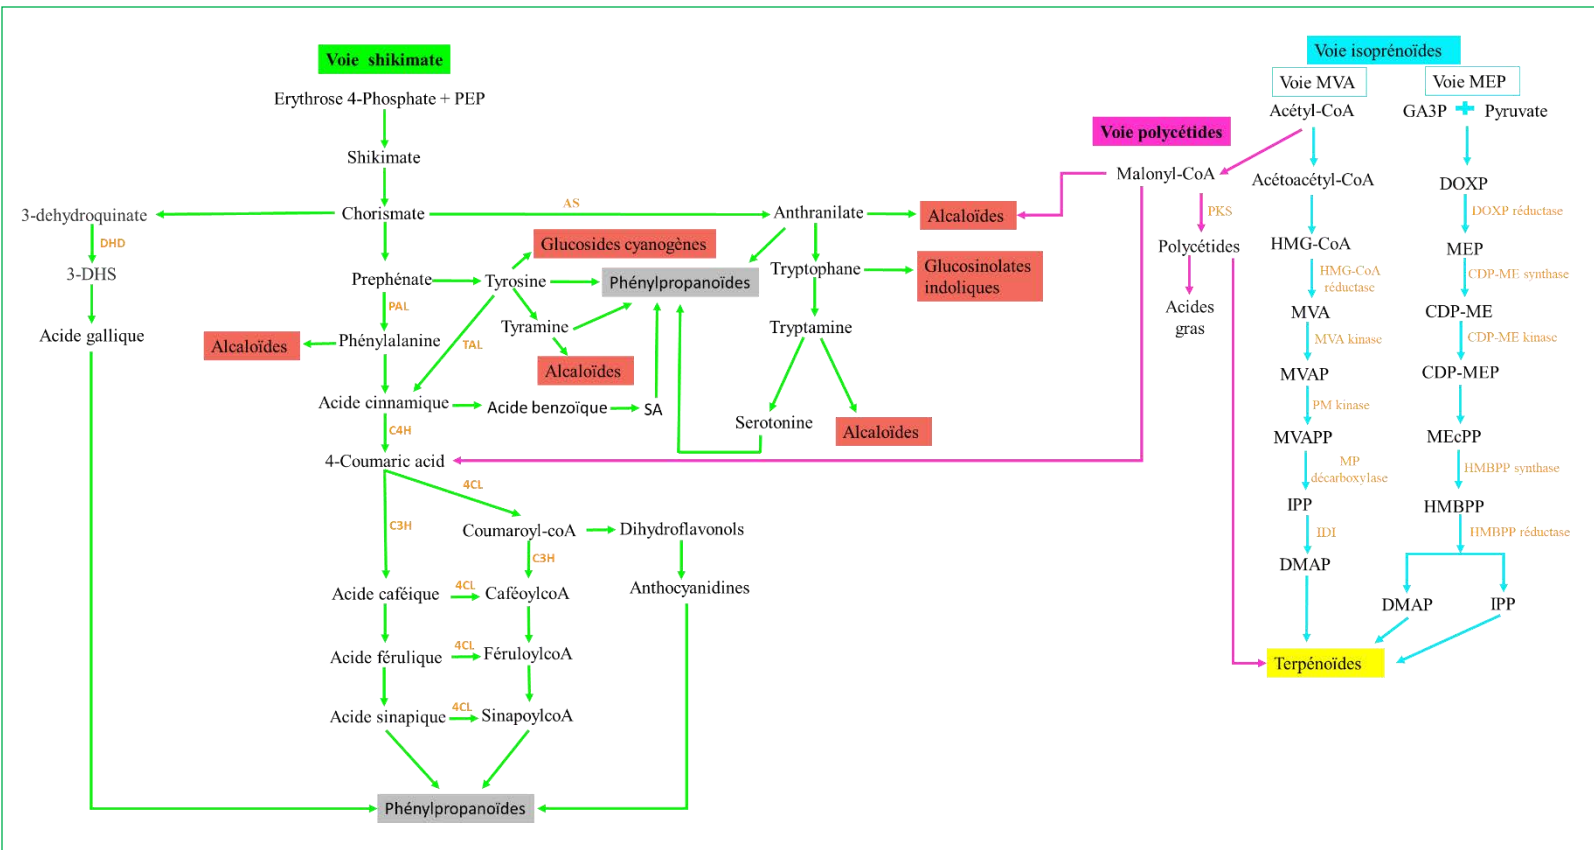 Voie shikimate
Erythrose 4-Phosphate + PEP
Shikimate
3-dehydroquinate
Chorismate
AS
Anthranilate
Alcaloïdes
DHD
3-DHS
Acide gallique
Prephénate
Tyrosine
Glucosides cyanogènes
Phénylpropanoïdes
Tryptophane
Glucosinolates
indoliques
PAL
Alcaloïdes
Phénylalanine
TAL
Tyramine
Alcaloïdes
Tryptamine
Acide cinnamique
Acide benzoïque
SA
Serotonine
Alcaloïdes
C4H
4-Coumaric acid
4CL
C3H
Coumaroyl-coA
Dihydroflavonols
C3H
Anthocyanidines
Acide caféique
4CL
CaféoylcoA
Acide férulique
4CL
FéruloylcoA
Acide sinapique
4CL
SinapoylcoA
Phénylpropanoïdes
Voie polycétides
Malonyl-CoA
PKS
Polycétides
Acides
gras
Voie isoprénoïdes
Voie MVA
Acétyl-CoA
Acétoacétyl-CoA
HMG-CoA
HMG-CoA
réductase
MVA
MVA kinase
MVAP
PM kinase
MVAPP
MP
décarboxylase
IPP
IDI
DMAP
Voie MEP
GA3P
Pyruvate
DOXP
DOXP réductase
MEP
CDP-ME synthase
CDP-ME
CDP-ME kinase
CDP-MEP
MEcPP
HMBPP synthase
HMBPP
HMBPP réductase
DMAP
IPP
Terpénoïdes